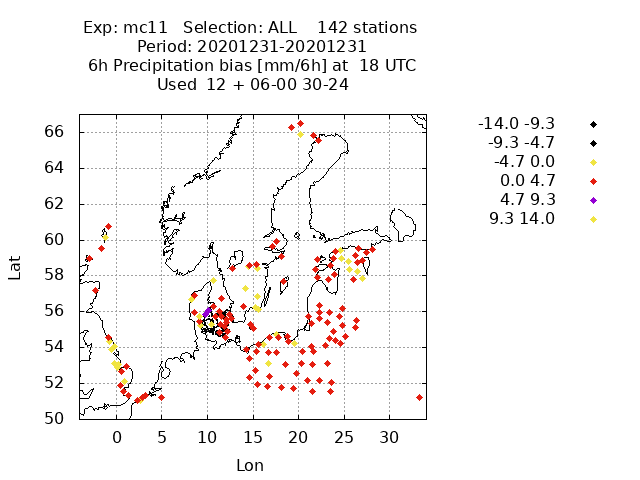 Exp: mc11 Selection: ALL 142 stations
Period: 20201231-20201231
6h Precipitation bias [mm/6h] at 18 UTC
Used 12 + 06-00 30-24
-14.0 -9.3
-9.3 -4.7
-4.7 0.0
0.0 4.7
4.7 9.3
9.3 14.0
66
64
62
60
58
56
54
52
50
Lat
0 5 10 15 20 25 30
Lon